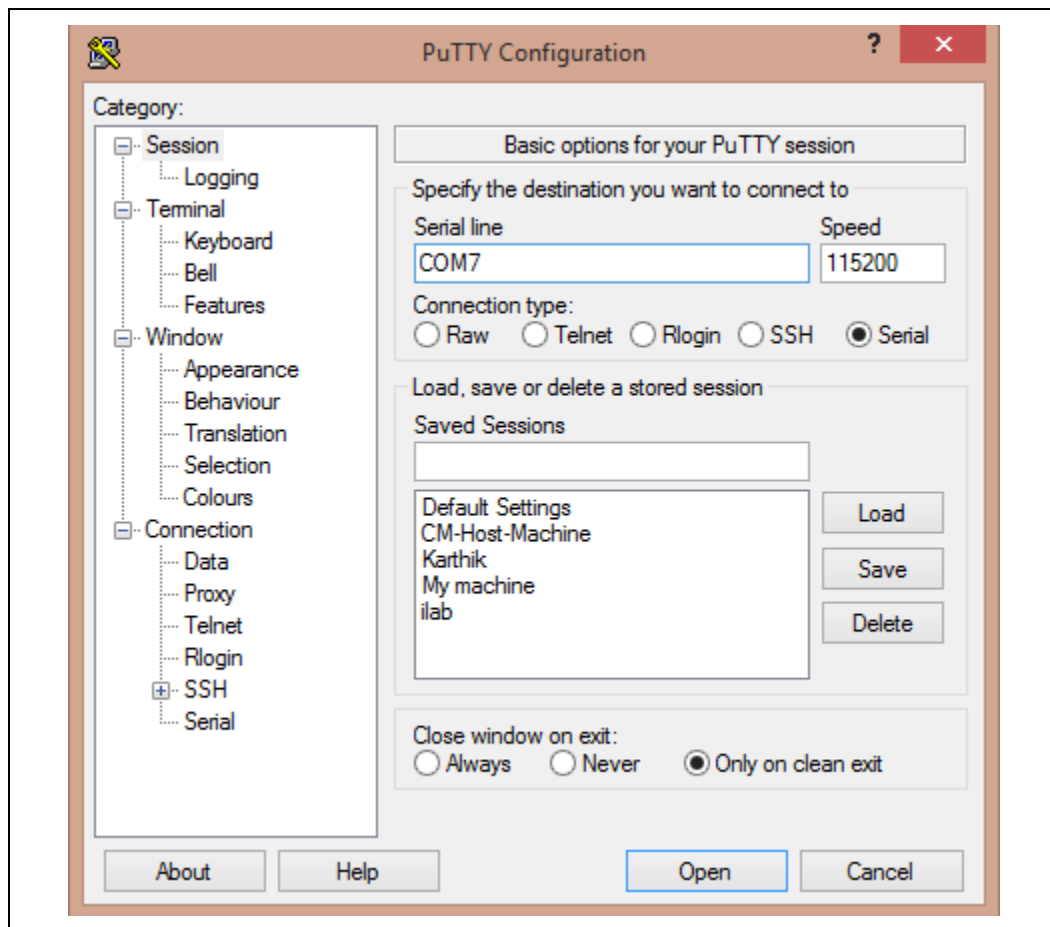 PuTTY Configuration
? ×
Category:
Session
Logging
Terminal
Keyboard
Bell
Features
Window
Appearance
Behaviour
Translation
Selection
Colours
Connection
Data
Proxy
Telnet
Rlogin
SSH
Serial
Basic options for your PuTTY session
Specify the destination you want to connect to
Serial line Speed
COM7 115200
Connection type:
Raw Telnet Rlogin SSH Serial
Load, save or delete a stored session
Saved Sessions
Default Settings
CM-Host-Machine
Karthik
My machine
ilab
Load
Save
Delete
Close window on exit:
Always Never Only on clean exit
About Help Open Cancel